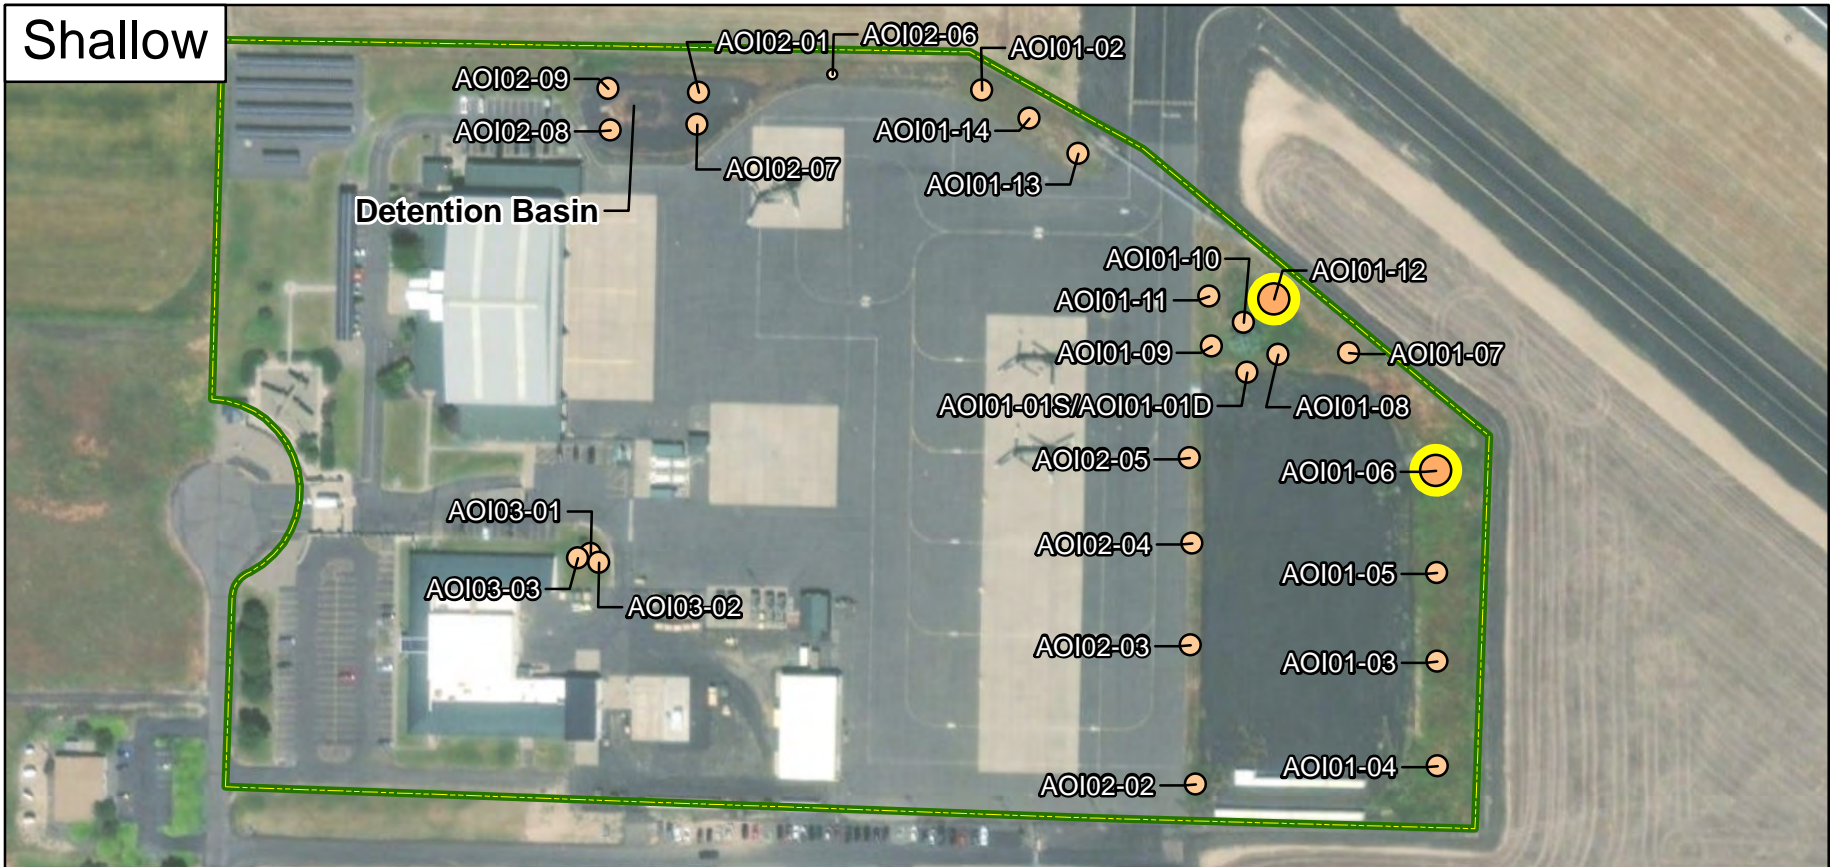 Shallow
AOI02-01
AOI02-06
AOI01-02
AOI02-09
AOI02-08
AOI01-14
AOI02-07
AOI01-13
Detention Basin
AOI01-10
AOI01-12
AOI01-11
AOI01-09
AOI01-07
AOI01-01S/AOI01-01D
AOI01-08
AOI02-05
AOI01-06
AOI03-01
AOI02-04
AOI01-05
AOI03-03
AOI03-02
AOI02-03
AOI01-03
AOI01-04
AOI02-02